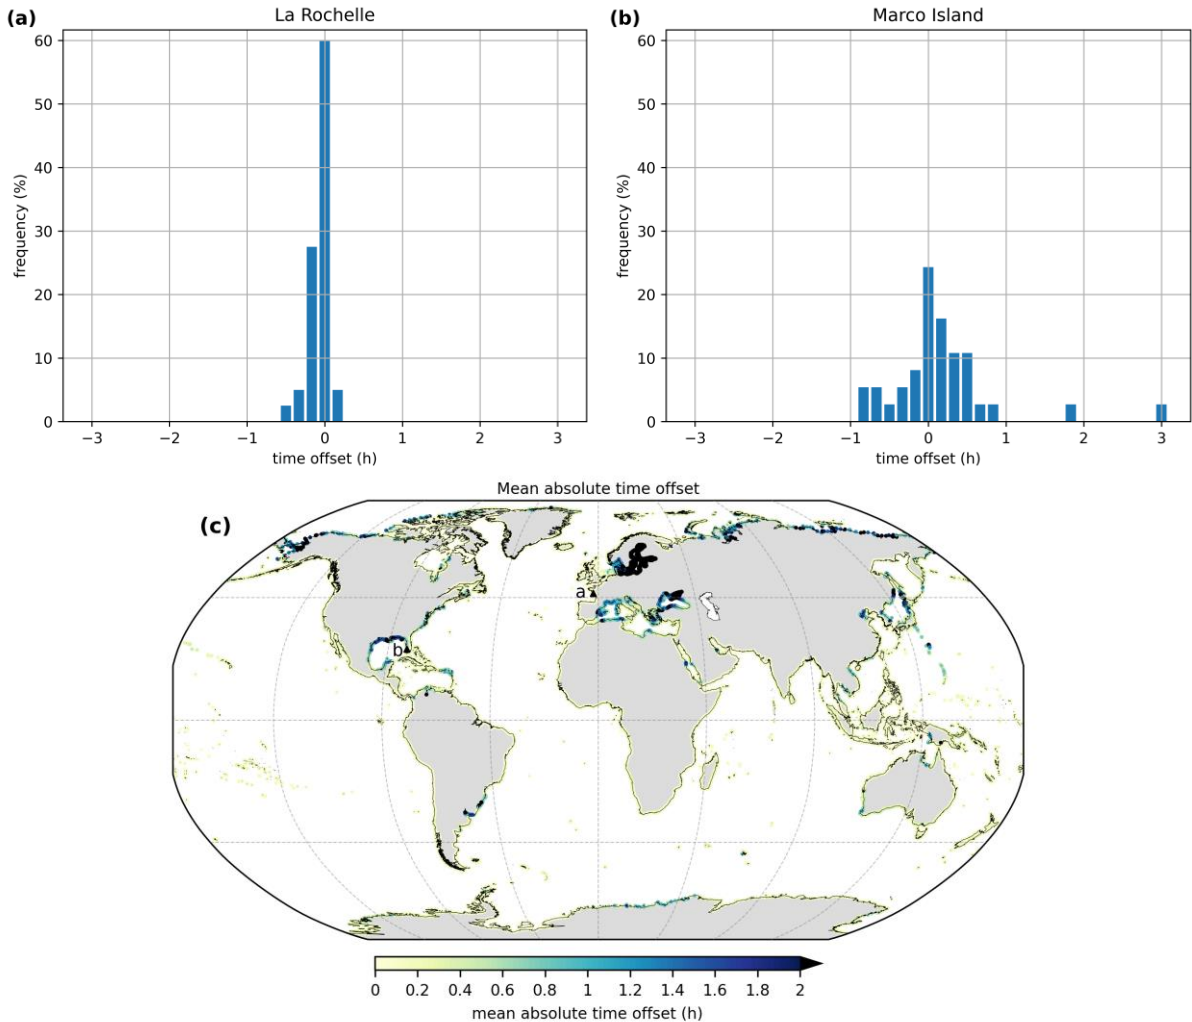 (a) La Rochelle
60
50
40
30
20
10
0
frequency (%)
−3 −2 −1 0 1 2 3
time offset (h)
(b) Marco Island
60
50
40
30
20
10
0
frequency (%)
−3 −2 −1 0 1 2 3
time offset (h)
Mean absolute time offset
(c)
a
b
0 0.2 0.4 0.6 0.8 1 1.2 1.4 1.6 1.8 2
mean absolute time offset (h)